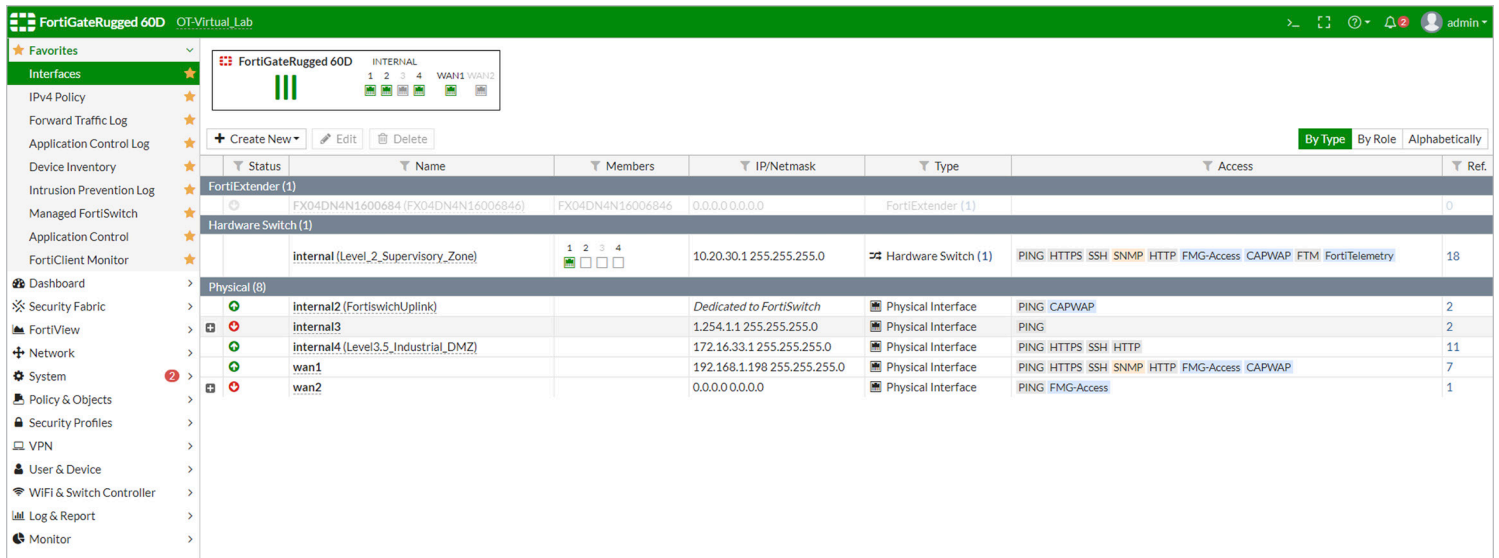 FortiGateRugged 60D OT-Virtual_Lab >_ 2 admin
Favorites
Interfaces
IPv4 Policy
Forward Traffic Log
Application Control Log
Device Inventory
Intrusion Prevention Log
Managed FortiSwitch
Application Control
FortiClient Monitor
Dashboard
Security Fabric
FortiView
Network
System 2
Policy & Objects
Security Profiles
VPN
User & Device
WiFi & Switch Controller
Log & Report
Monitor
FortiGateRugged 60D INTERNAL
1 2 3 4 WAN1 WAN2
+ Create New Edit Delete By Type By Role Alphabetically
Status Name Members IP/Netmask Type Access Ref.
FortiExtender (1)
FX04DN4N1600684 (FX04DN4N16006846) FX04DN4N16006846 0.0.0.0 0.0.0.0 FortiExtender (1) 0
Hardware Switch (1)
1 2 3 4
internal (Level_2_Supervisory_Zone) 10.20.30.1 255.255.255.0 Hardware Switch (1) PING HTTPS SSH SNMP HTTP FMG-Access CAPWAP FTM FortiTelemetry 18
Physical (8)
internal2 (FortiswichUplink) Dedicated to FortiSwitch Physical Interface PING CAPWAP 2
internal3 1.254.1.1 255.255.255.0 Physical Interface PING 2
internal4 (Level3.5_Industrial_DMZ) 172.16.33.1 255.255.255.0 Physical Interface PING HTTPS SSH HTTP 11
wan1 192.168.1.198 255.255.255.0 Physical Interface PING HTTPS SSH SNMP HTTP FMG-Access CAPWAP 7
wan2 0.0.0.0 0.0.0.0 Physical Interface PING FMG-Access 1